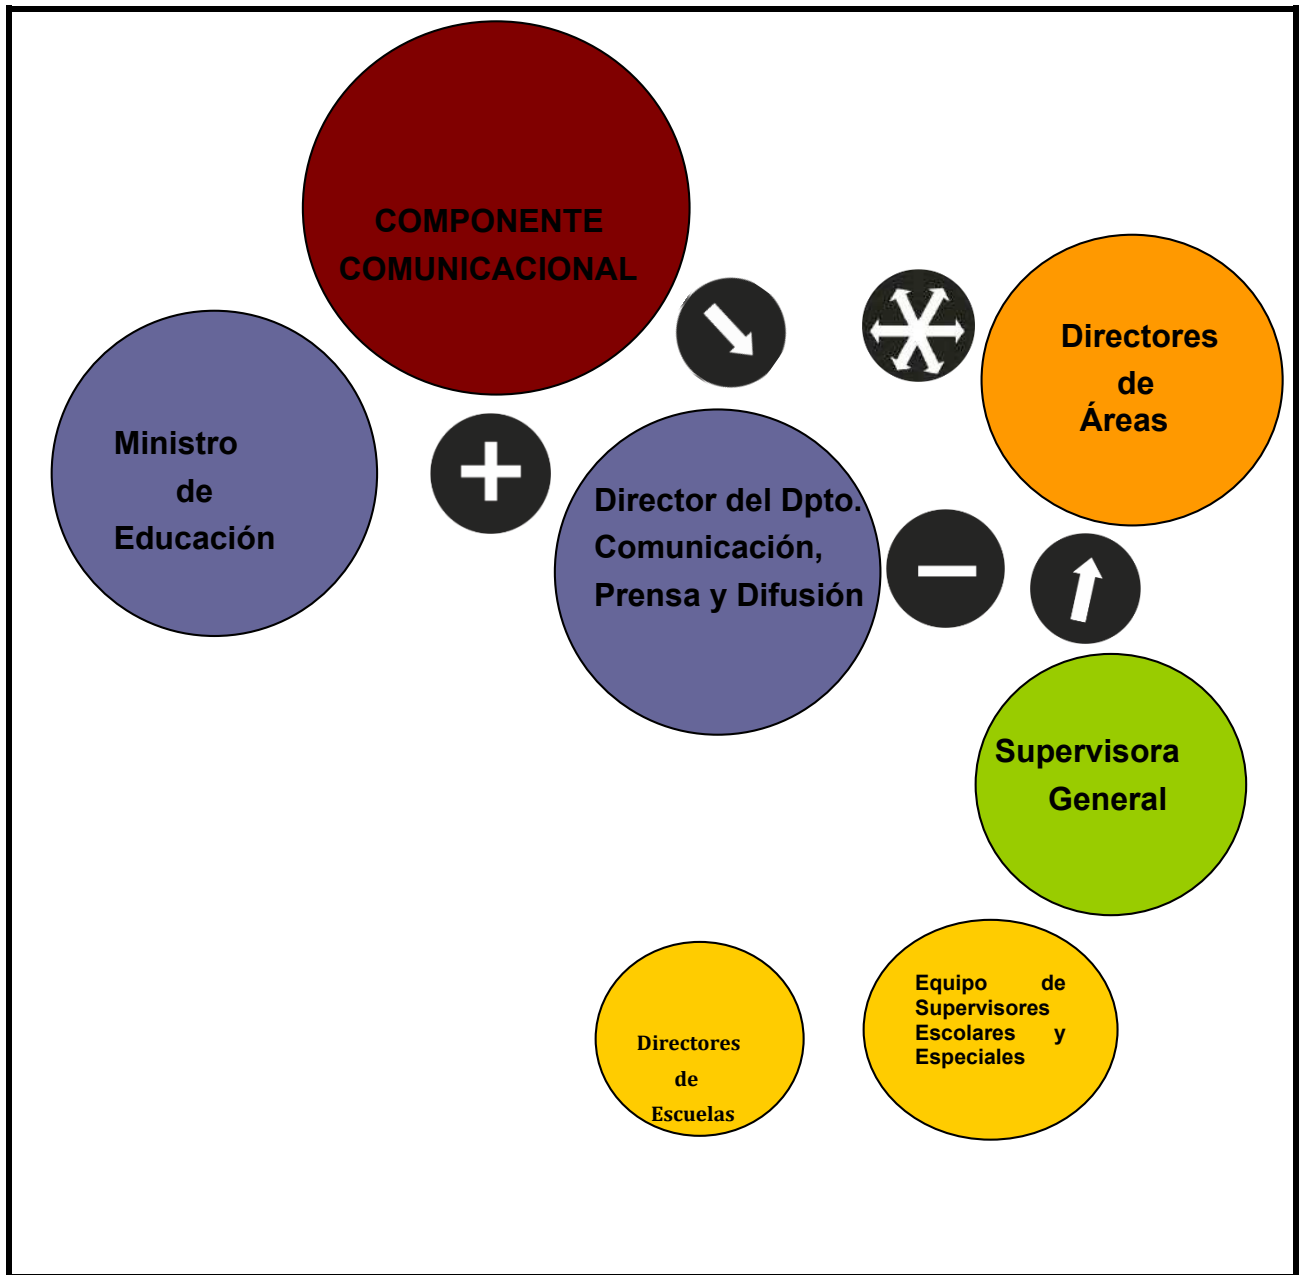 COMPONENTE
COMUNICACIONAL
Directores
de
Áreas
Ministro
de
Educación
Director del Dpto.
Comunicación,
Prensa y Difusión
Supervisora
General
Equipo de
Supervisores
Escolares y
Especiales
Directores
de
Escuelas